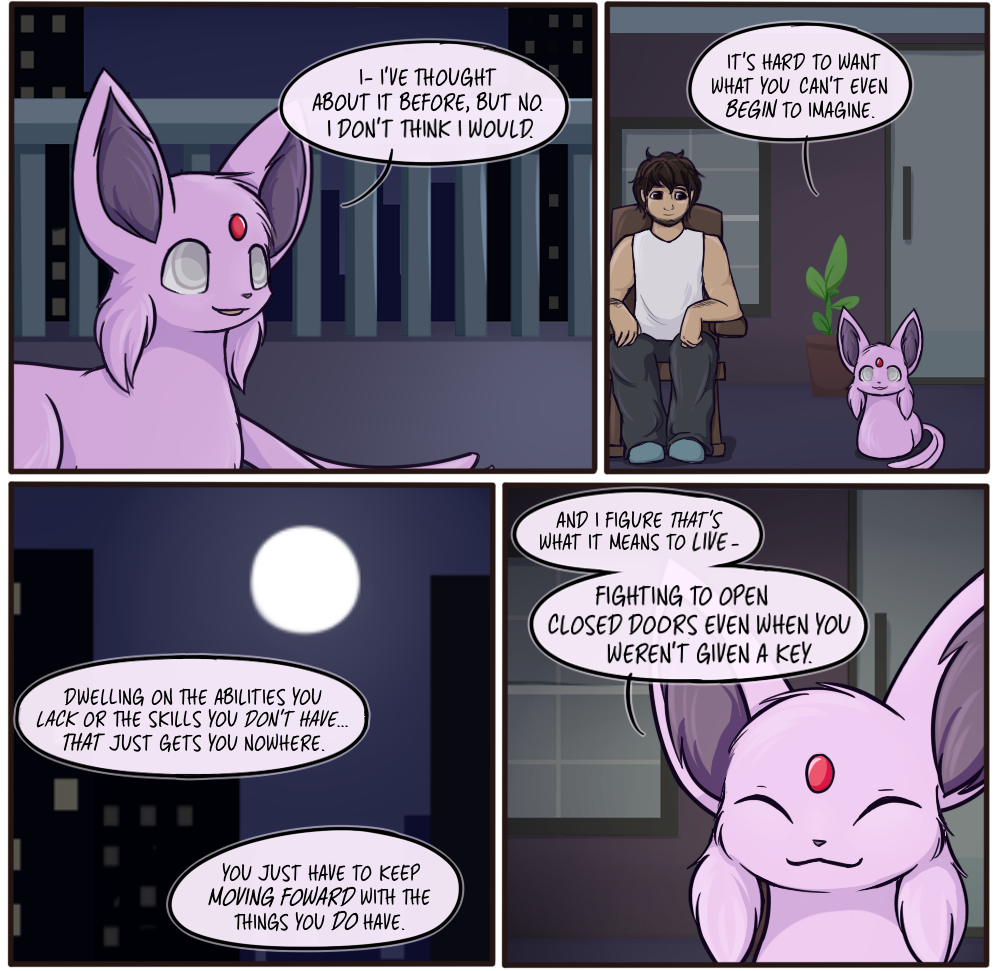 I- I'VE THOUGHT
ABOUT IT BEFORE, BUT NO.
I DON'T THINK I WOULD.
IT'S HARD TO WANT
WHAT YOU CAN'T EVEN
BEGIN TO IMAGINE.
DWELLING ON THE ABILITIES YOU
LACK OR THE SKILLS YOU DON'T HAVE...
THAT JUST GETS YOU NOWHERE.
YOU JUST HAVE TO KEEP
MOVING FOWARD WITH THE
THINGS YOU DO HAVE.
AND I FIGURE THAT'S
WHAT IT MEANS TO LIVE -
FIGHTING TO OPEN
CLOSED DOORS EVEN WHEN YOU
WEREN'T GIVEN A KEY.